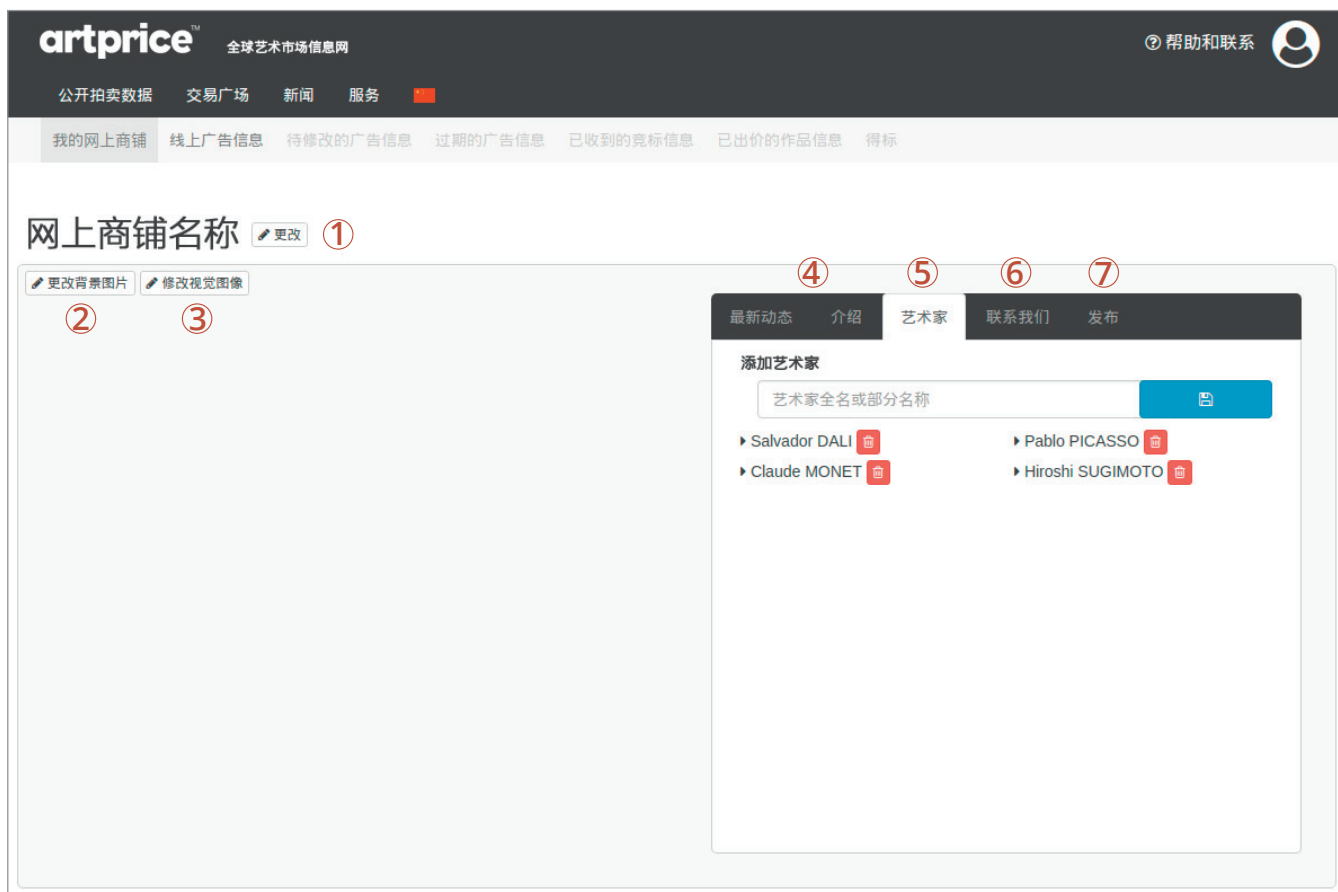 artprice™ 全球艺术市场信息网
帮助和联系
公开拍卖数据 交易广场 新闻 服务
我的网上商铺 线上广告信息 待修改的广告信息 过期的广告信息 已收到的竞标信息 已出价的作品信息 得标
网上商铺名称 更改 ①
更改背景图片 修改视觉图像
② ③
④ ⑤ ⑥ ⑦
最新动态 介绍 艺术家 联系我们 发布
添加艺术家
艺术家全名或部分名称
Salvador DALI Pablo PICASSO
Claude MONET Hiroshi SUGIMOTO